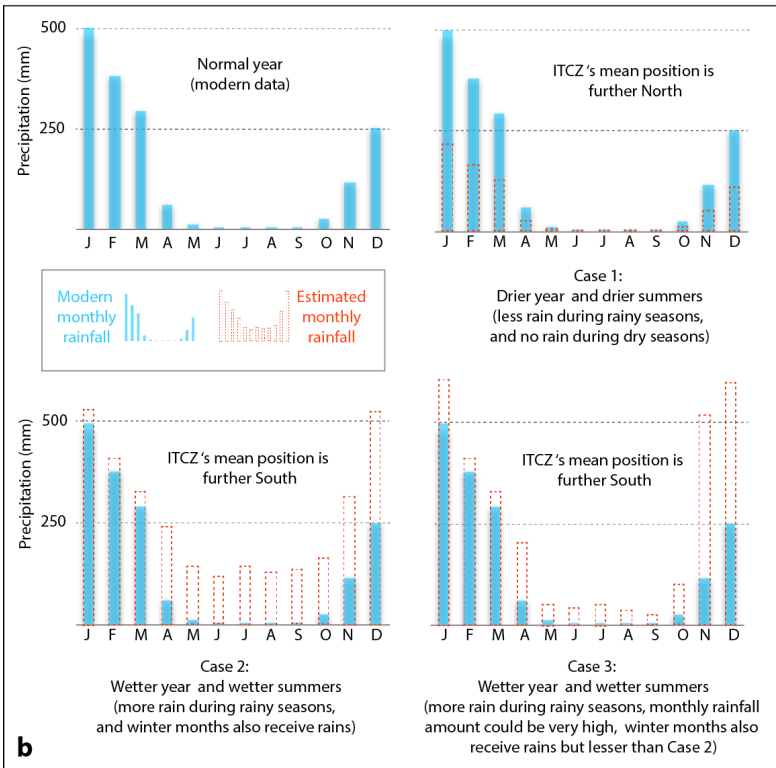 500
250
Precipitation (mm)
Normal year
(modern data)
J F M A M J J A S O N D
ITCZ‘s mean position is
further North
J F M A M J J A S O N D
Case 1:
Drier year and drier summers
(less rain during rainy seasons,
and no rain during dry seasons)
Modern
monthly
rainfall
Estimated
monthly
rainfall
500
250
Precipitation (mm)
ITCZ‘s mean position is
further South
J F M A M J J A S O N D
Case 2:
Wetter year and wetter summers
(more rain during rainy seasons,
and winter months also receive rains)
ITCZ‘s mean position is
further South
J F M A M J J A S O N D
Case 3:
Wetter year and wetter summers
(more rain during rainy seasons, monthly rainfall
amount could be very high, winter months also
receive rains but lesser than Case 2)
b